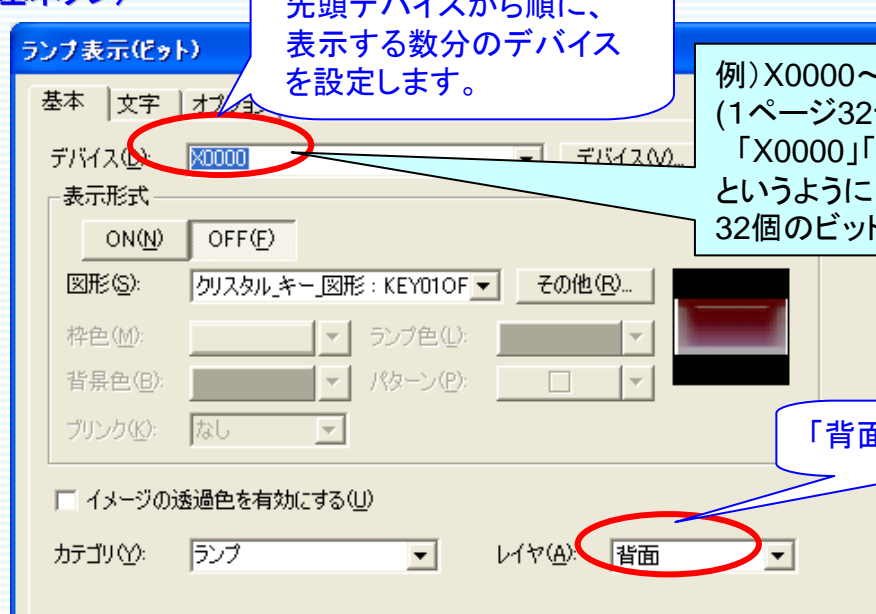 先頭デバイスから順に、
表示する数分のデバイス
を設定します。
ランプ表示(ビット)
例）X0000～
(1ページ32
「X0000」「
というように
32個のビット
基本 文字
デバイス(D): X0000 デバイス(V)...
表示形式
ON(N) OFF(F)
図形(S): クリスタル_キー_図形 : KEY01OF その他(R)...
枠色(M): ランプ色(L):
背景色(B): パターン(P):
ブリンク(K): なし
「背面
イメージの透過色を有効にする(U)
カテゴリ(Y): ランプ レイヤ(A): 背面